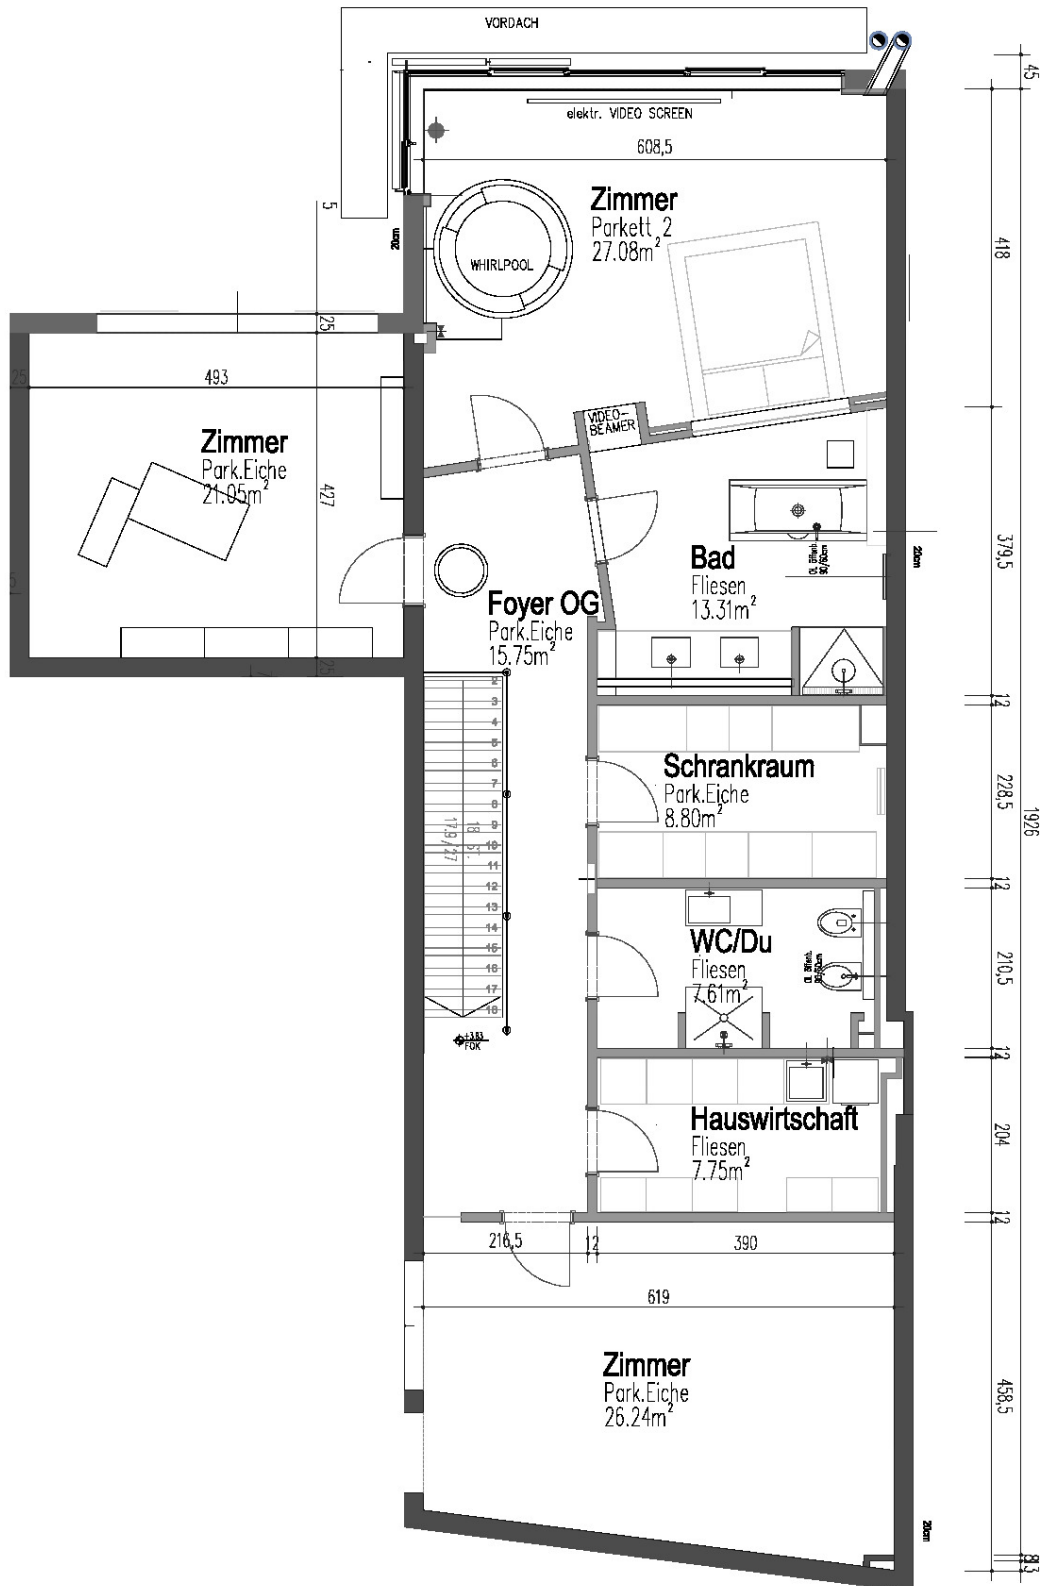 VORDACH
45
elektr. VIDEO SCREEN
608,5
Zimmer
Parkett 2
27.08m²
5
20cm
418
WHIRLPOOL
25
25
493
VIDEO-
BEAMER
Zimmer
Park.Eiche
21.05m²
427
379,5
20cm
Bad
Fliesen
13.31m²
Foyer OG
Park.Eiche
15.75m²
25
2
3
4
5
6
7
8
9
10
11
12
13
14
15
16
17
18
12
Schrankraum
Park.Eiche
8.80m²
228,5
1926
12
WC/Du
Fliesen
7.61m²
210,5
+3.83
FOK
12
Hauswirtschaft
Fliesen
7.75m²
204
12
216,5
12
390
619
Zimmer
Park.Eiche
26.24m²
458,5
20cm